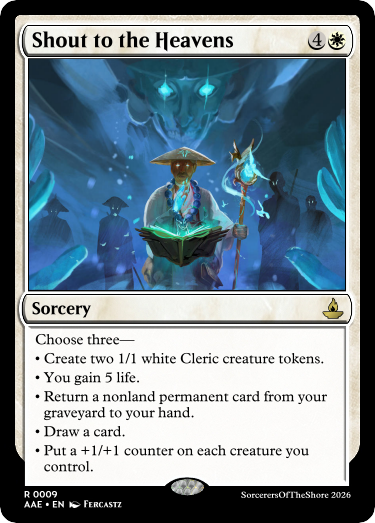 Shout to the Heavens 4
Sorcery
Choose three—
• Create two 1/1 white Cleric creature tokens.
• You gain 5 life.
• Return a nonland permanent card from your
graveyard to your hand.
• Draw a card.
• Put a +1/+1 counter on each creature you
control.
R 0009
AAE • EN Fercastz
SorcerersOfTheShore 2026